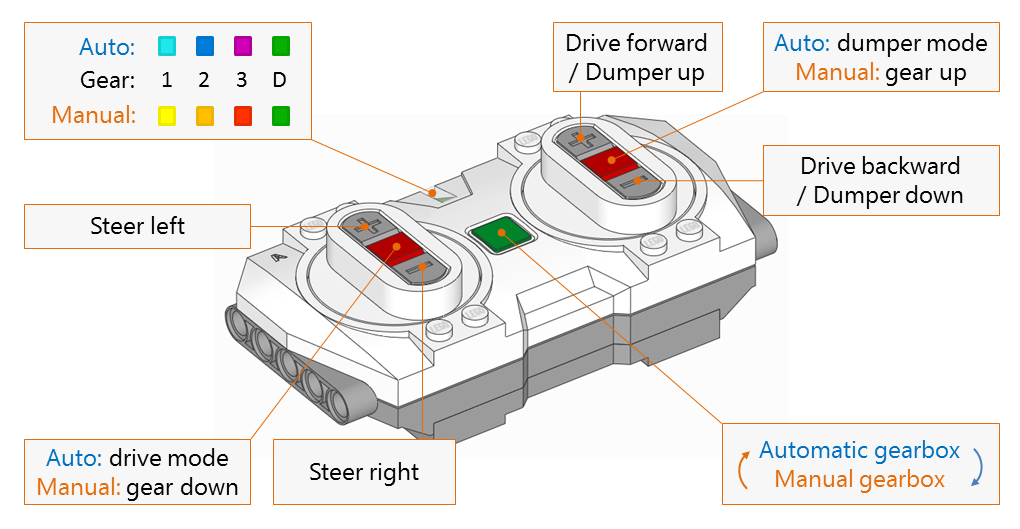 Auto:
Gear: 1 2 3 D
Manual:
Drive forward
/ Dumper up
Auto: dumper mode
Manual: gear up
Drive backward
/ Dumper down
Steer left
A
Auto: drive mode
Manual: gear down
Steer right
Automatic gearbox
Manual gearbox